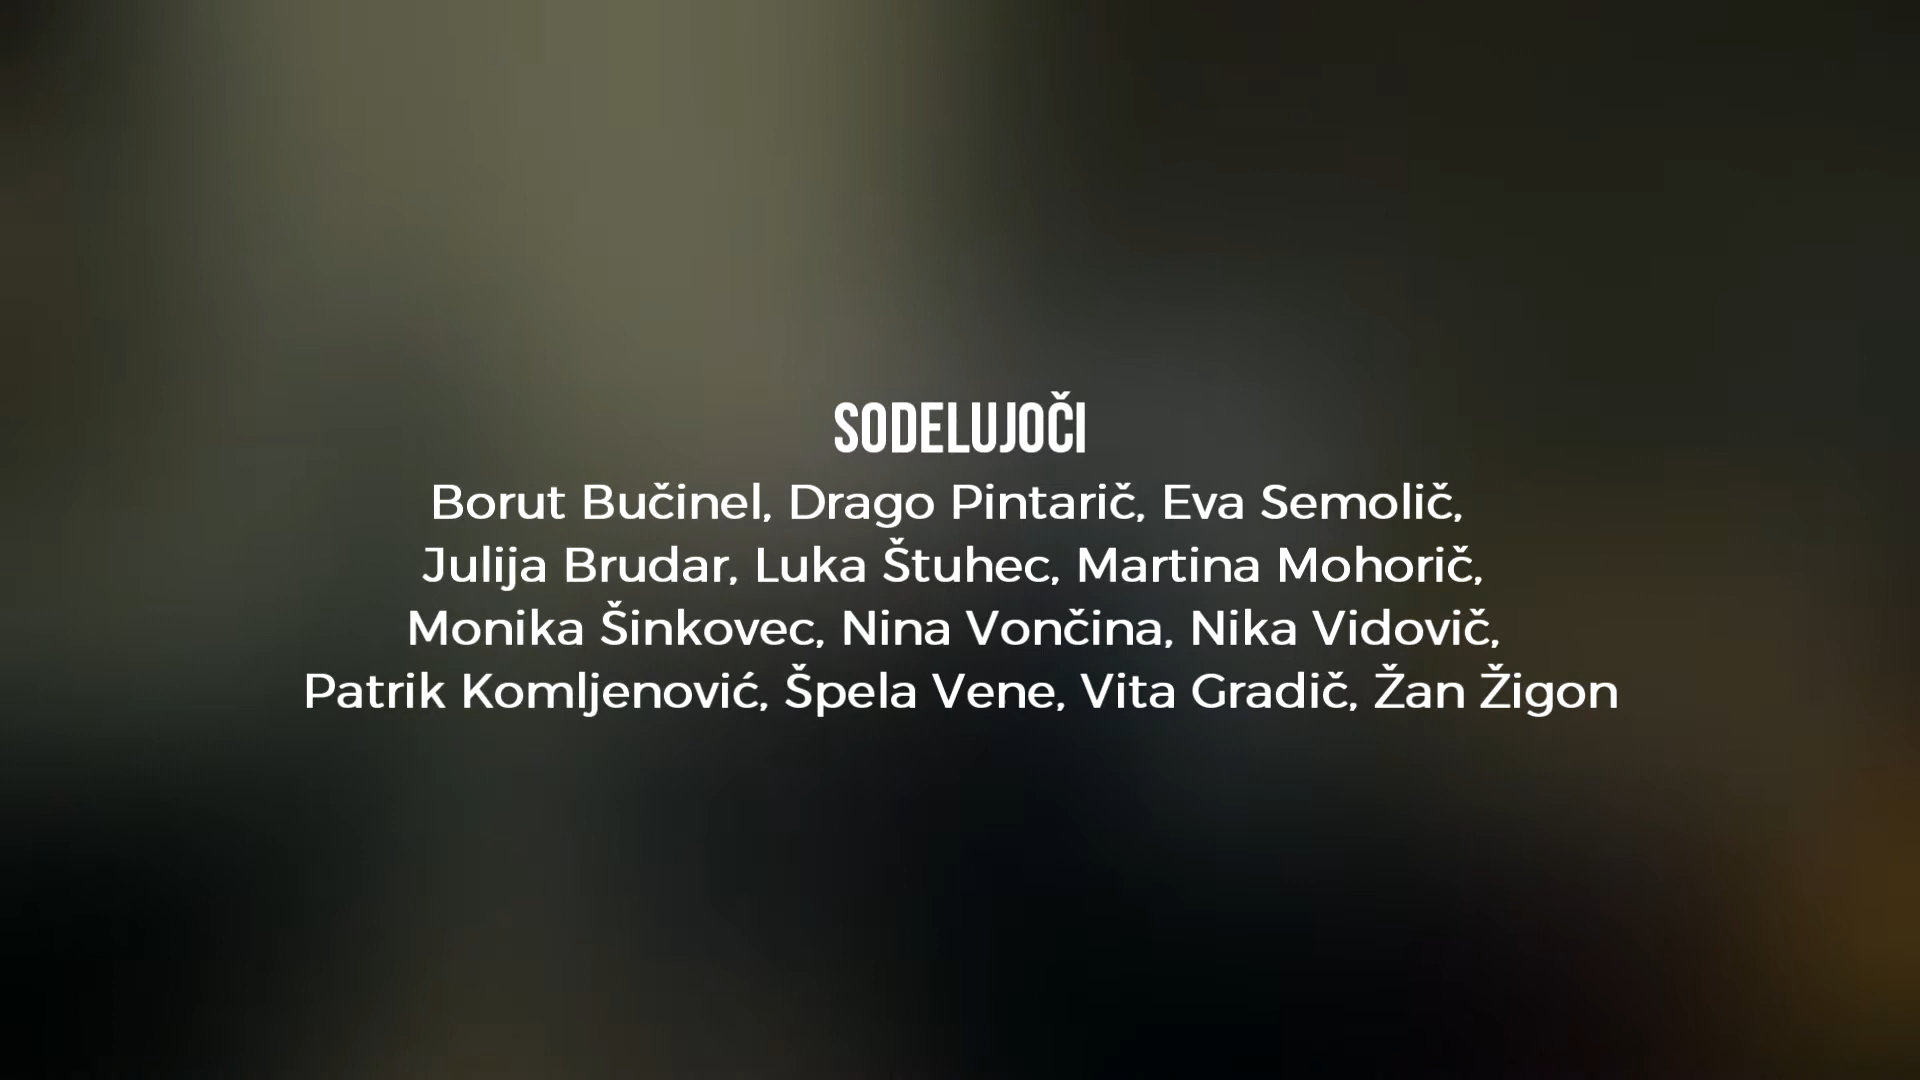 SODELUJOČI
Borut Bučinel, Drago Pintarič, Eva Semolič,
Julija Brudar, Luka Štuhec, Martina Mohorič,
Monika Šinkovec, Nina Vončina, Nika Vidovič,
Patrik Komljenović, Špela Vene, Vita Gradič, Žan Žigon